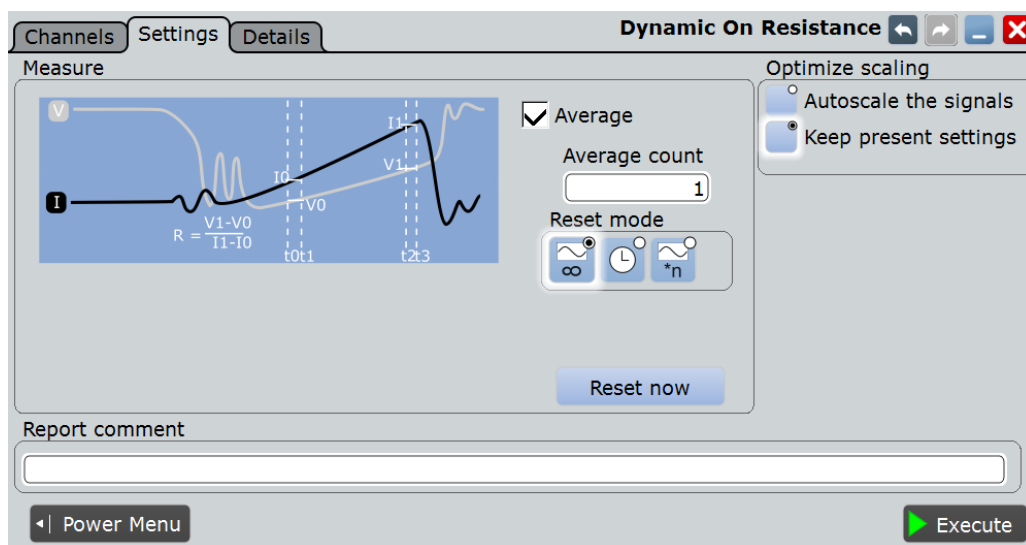 Channels Settings Details Dynamic On Resistance
Measure
V
I1
V1
I0
V0
I
R = V1-V0
I1-I0
t0t1 t2t3
Average
Average count
1
Reset mode
∞ *n
Reset now
Optimize scaling
Autoscale the signals
Keep present settings
Report comment
Power Menu
Execute